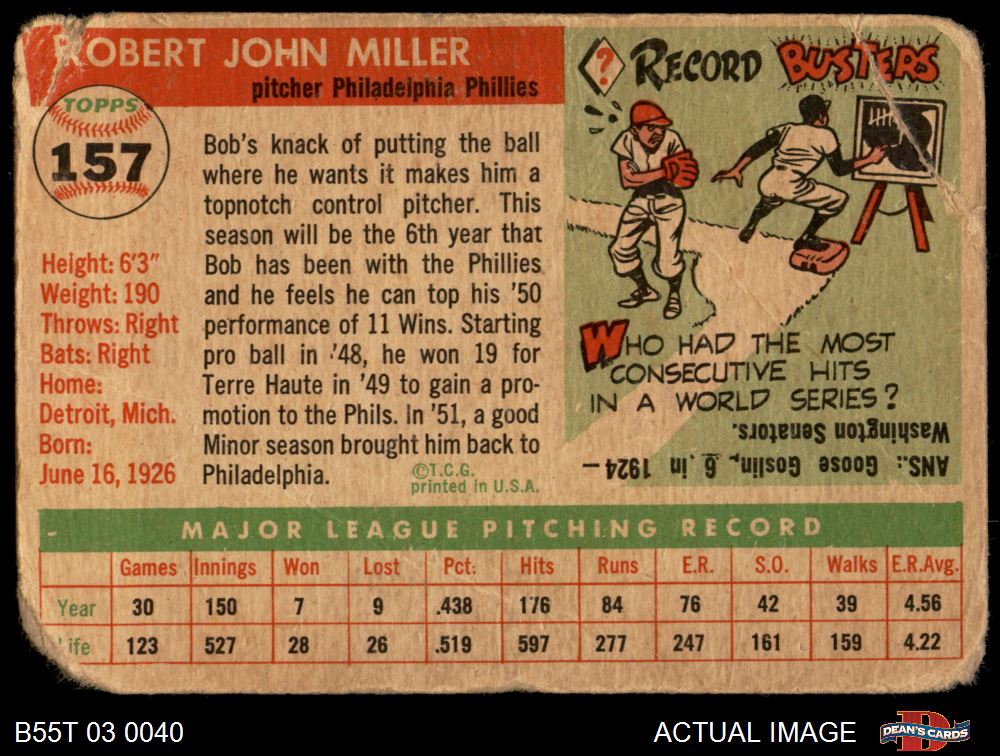 ROBERT JOHN MILLER
pitcher Philadelphia Phillies
TOPPS
157
Height: 6'3"
Weight: 190
Throws: Right
Bats: Right
Home:
Detroit, Mich.
Born:
June 16, 1926
Bob's knack of putting the ball
where he wants it makes him a
topnotch control pitcher. This
season will be the 6th year that
Bob has been with the Phillies
and he feels he can top his '50
performance of 11 Wins. Starting
pro ball in '48, he won 19 for
Terre Haute in '49 to gain a pro-
motion to the Phils. In '51, a good
Minor season brought him back to
Philadelphia.
©T.C.G.
printed in U.S.A.
? RECORD BUSTERS
WHO HAD THE MOST
CONSECUTIVE HITS
IN A WORLD SERIES?
ANS.: Goose Goslin, 6 in 1924—
Washington Senators.
MAJOR LEAGUE PITCHING RECORD
Games Innings Won Lost Pct: Hits Runs E.R. S.O. Walks E.R.Avg.
Year 30 150 7 9 .438 176 84 76 42 39 4.56
Life 123 527 28 26 .519 597 277 247 161 159 4.22
B55T 03 0040
ACTUAL IMAGE
D
DEAN'S CARDS